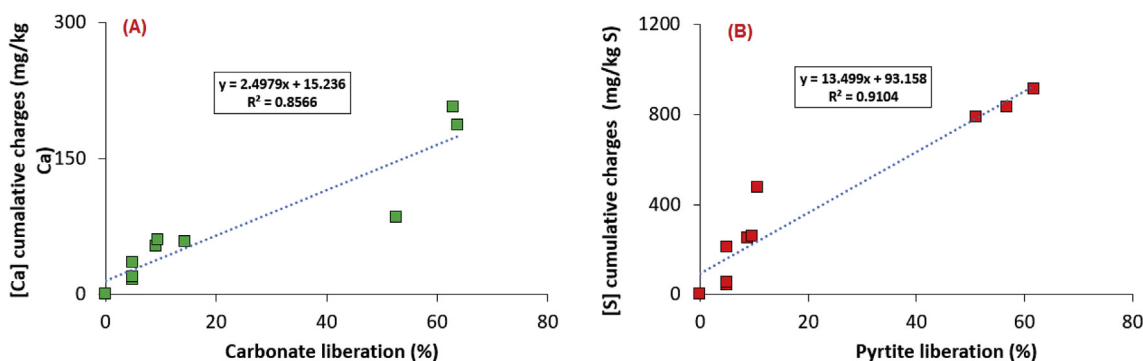 (A)
[Ca] cumulative charges (mg/kg
Ca)
300
150
0
y = 2.4979x + 15.236
R² = 0.8566
0 20 40 60 80
Carbonate liberation (%)
(B)
[S] cumulative charges (mg/kg S)
1200
800
400
0
y = 13.499x + 93.158
R² = 0.9104
0 20 40 60 80
Pyrtite liberation (%)